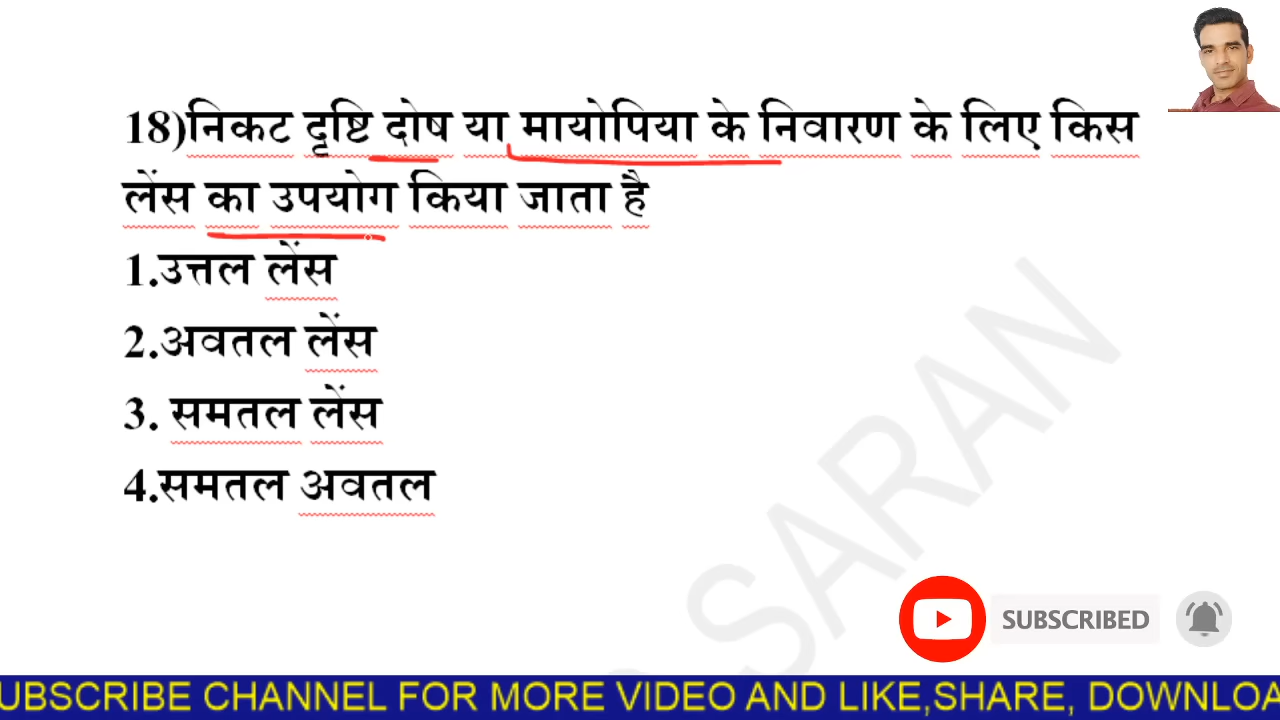 18)निकट दृष्टि दोष या मायोपिया के निवारण के लिए किस
लेंस का उपयोग किया जाता है
1.उत्तल लेंस
2.अवतल लेंस
3. समतल लेंस
4.समतल अवतल
SARAN
SUBSCRIBED
UBSCRIBE CHANNEL FOR MORE VIDEO AND LIKE,SHARE, DOWNLOA